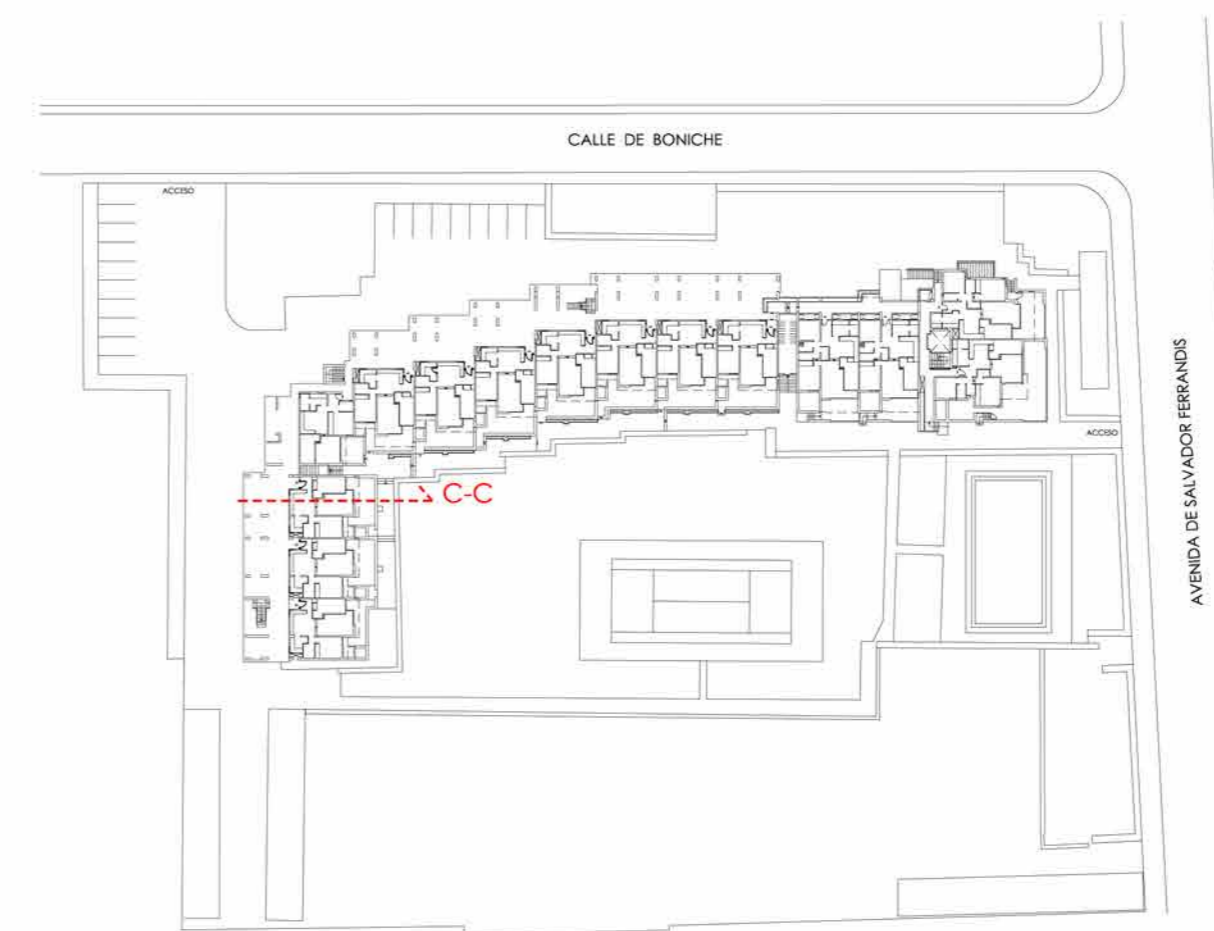 CALLE DE BONICHE
ACCESO
ACCESO
AVENIDA DE SALVADOR FERRANDIS
C-C